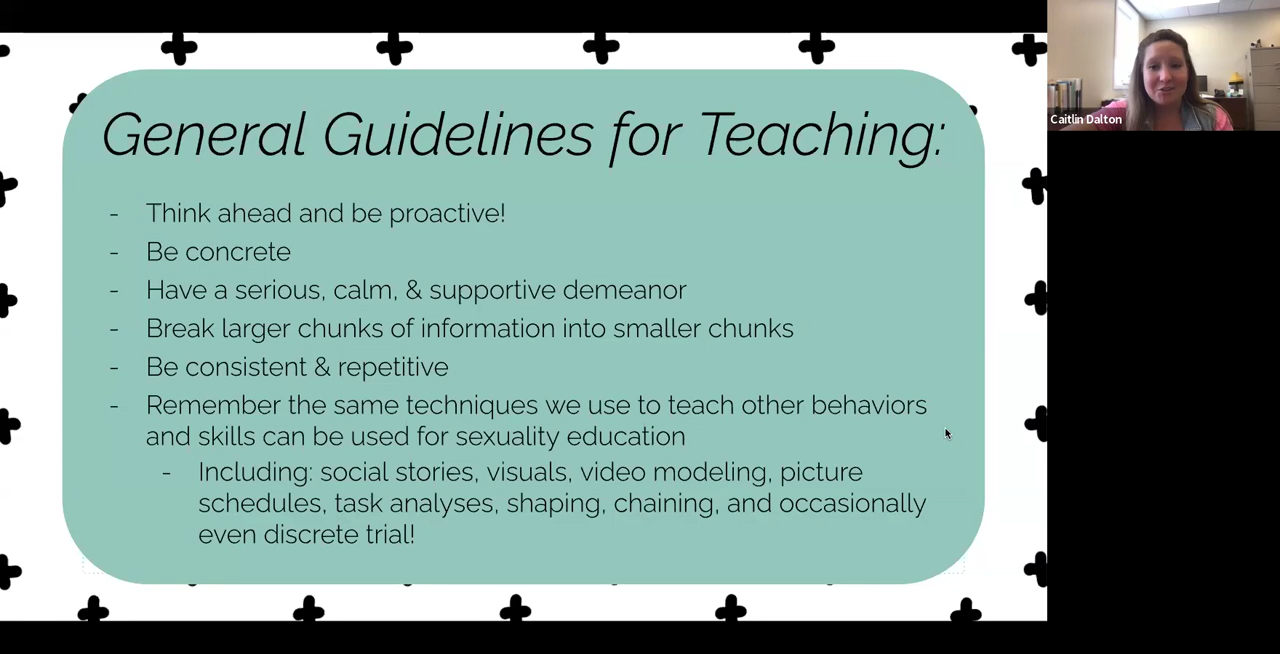 General Guidelines for Teaching:
- Think ahead and be proactive!
- Be concrete
- Have a serious, calm, & supportive demeanor
- Break larger chunks of information into smaller chunks
- Be consistent & repetitive
- Remember the same techniques we use to teach other behaviors
and skills can be used for sexuality education
- Including: social stories, visuals, video modeling, picture
schedules, task analyses, shaping, chaining, and occasionally
even discrete trial!
Caitlin Dalton